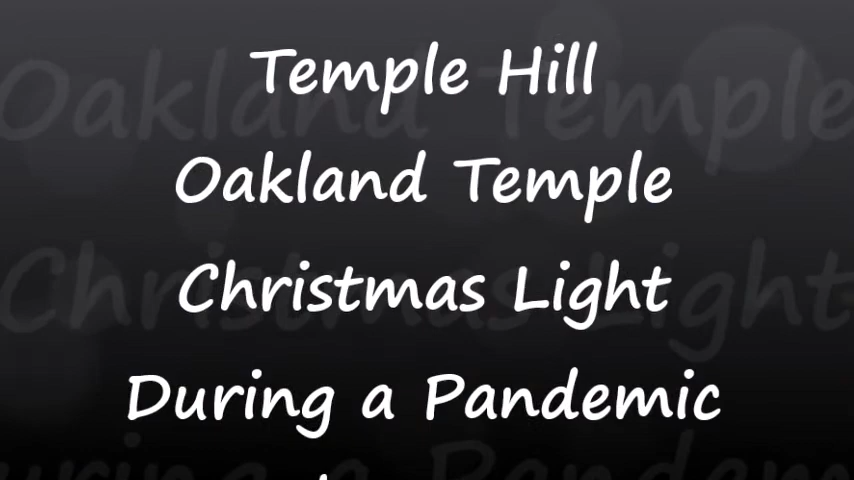 Temple Hill
Oakland Temple
Christmas Light
During a Pandemic